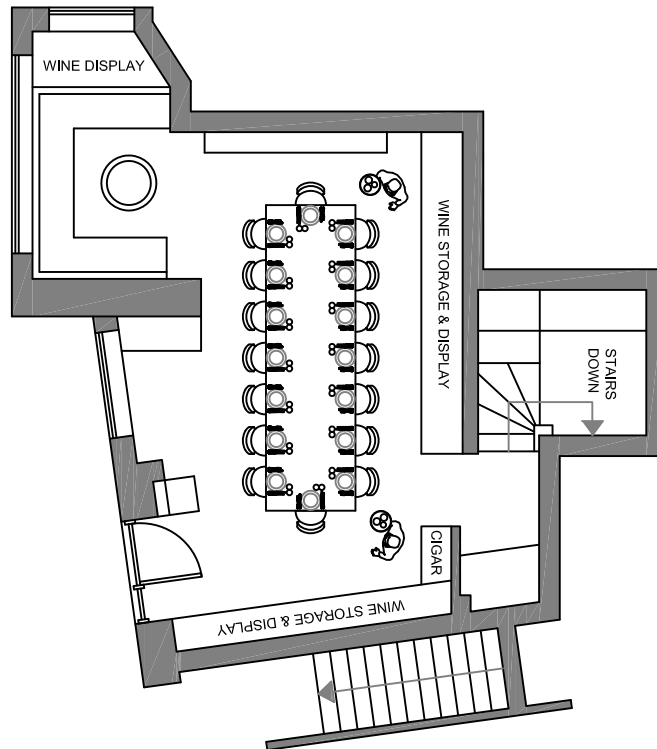 WINE DISPLAY
WINE STORAGE & DISPLAY
STAIRS
DOWN
CIGAR
WINE STORAGE & DISPLAY